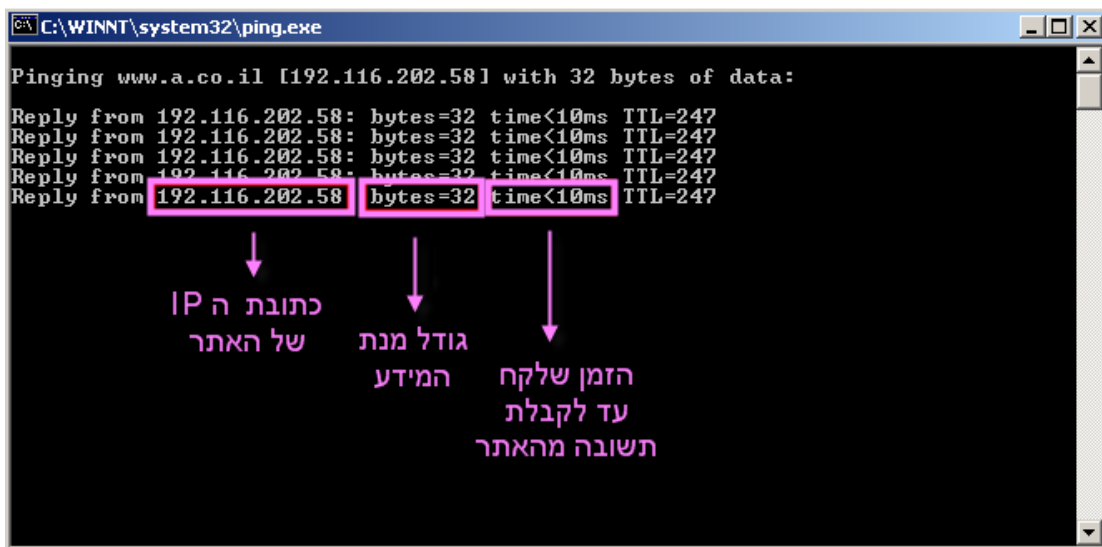 C:\WINNT\system32\ping.exe
Pinging www.a.co.il [192.116.202.58] with 32 bytes of data:
Reply from 192.116.202.58: bytes=32 time<10ms TTL=247
Reply from 192.116.202.58: bytes=32 time<10ms TTL=247
Reply from 192.116.202.58: bytes=32 time<10ms TTL=247
Reply from 192.116.202.58: bytes=32 time<10ms TTL=247
Reply from 192.116.202.58 bytes=32 time<10ms TTL=247
כתובת ה IP
של האתר
גודל מנת
המידע
הזמן שלקח
עד לקבלת
תשובה מהאתר